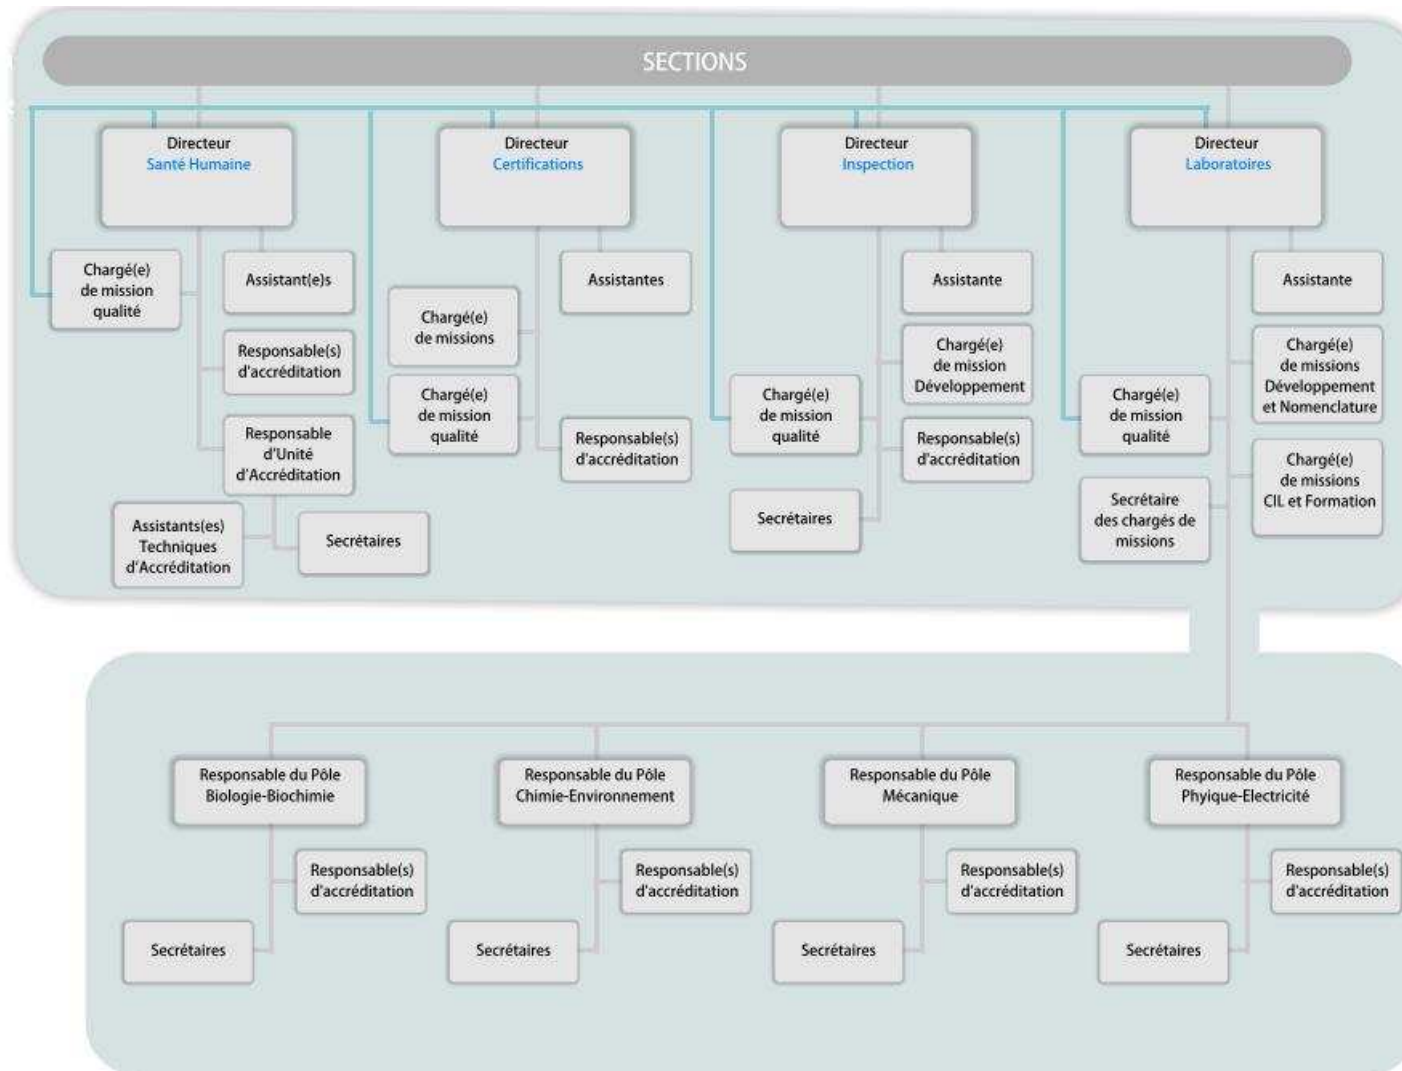 SECTIONS
Directeur
Santé Humaine
Directeur
Certifications
Directeur
Inspection
Directeur
Laboratoires
Chargé(e)
de mission
qualité
Assistant(e)s
Responsable(s)
d'accréditation
Responsable
d'Unité
d'Accréditation
Assistants(es)
Techniques
d'Accréditation
Secrétaires
Assistantes
Chargé(e)
de missions
Chargé(e)
de mission
qualité
Responsable(s)
d'accréditation
Assistante
Chargé(e)
de mission
Développement
Chargé(e)
de mission
qualité
Responsable(s)
d'accréditation
Secrétaires
Assistante
Chargé(e)
de missions
Développement
et Nomenclature
Chargé(e)
de mission
qualité
Chargé(e)
de missions
CIL et Formation
Secrétaire
des chargés de
missions
Responsable du Pôle
Biologie-Biochimie
Responsable du Pôle
Chimie-Environnement
Responsable du Pôle
Mécanique
Responsable du Pôle
Phyique-Electricité
Responsable(s)
d'accréditation
Responsable(s)
d'accréditation
Responsable(s)
d'accréditation
Responsable(s)
d'accréditation
Secrétaires
Secrétaires
Secrétaires
Secrétaires